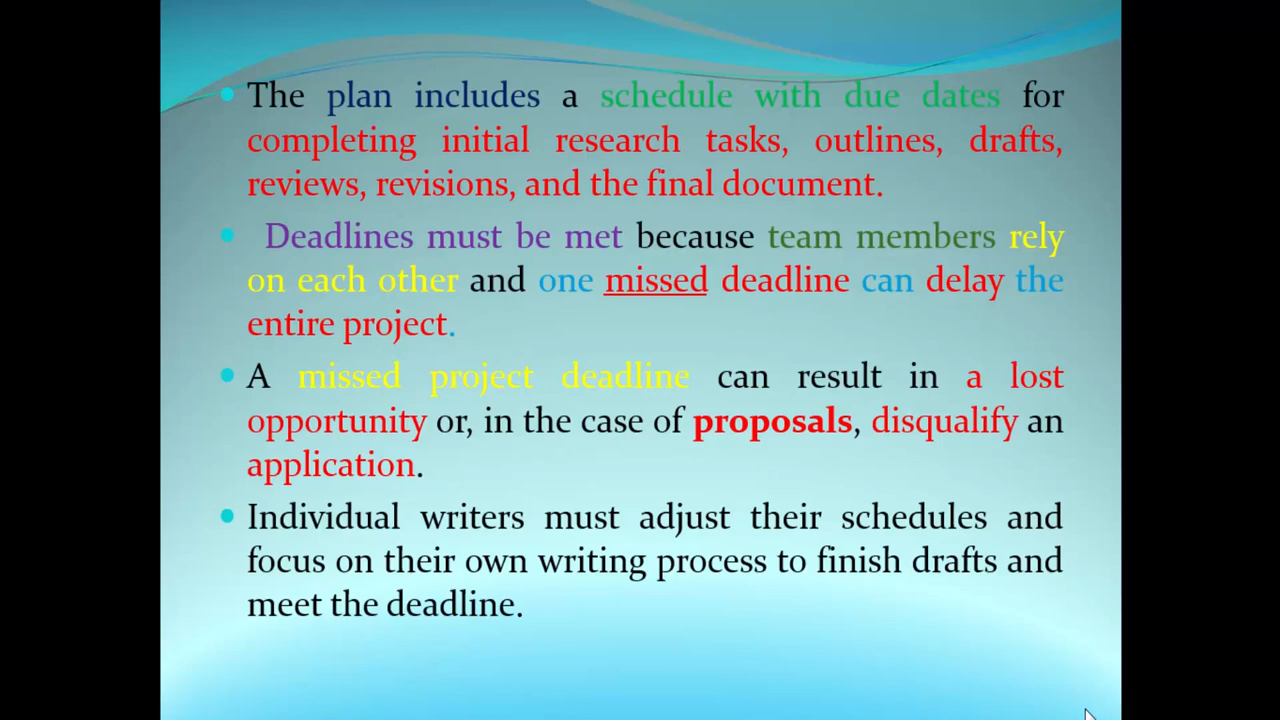 The plan includes a schedule with due dates for
completing initial research tasks, outlines, drafts,
reviews, revisions, and the final document.
Deadlines must be met because team members rely
on each other and one missed deadline can delay the
entire project.
A missed project deadline can result in a lost
opportunity or, in the case of proposals, disqualify an
application.
Individual writers must adjust their schedules and
focus on their own writing process to finish drafts and
meet the deadline.